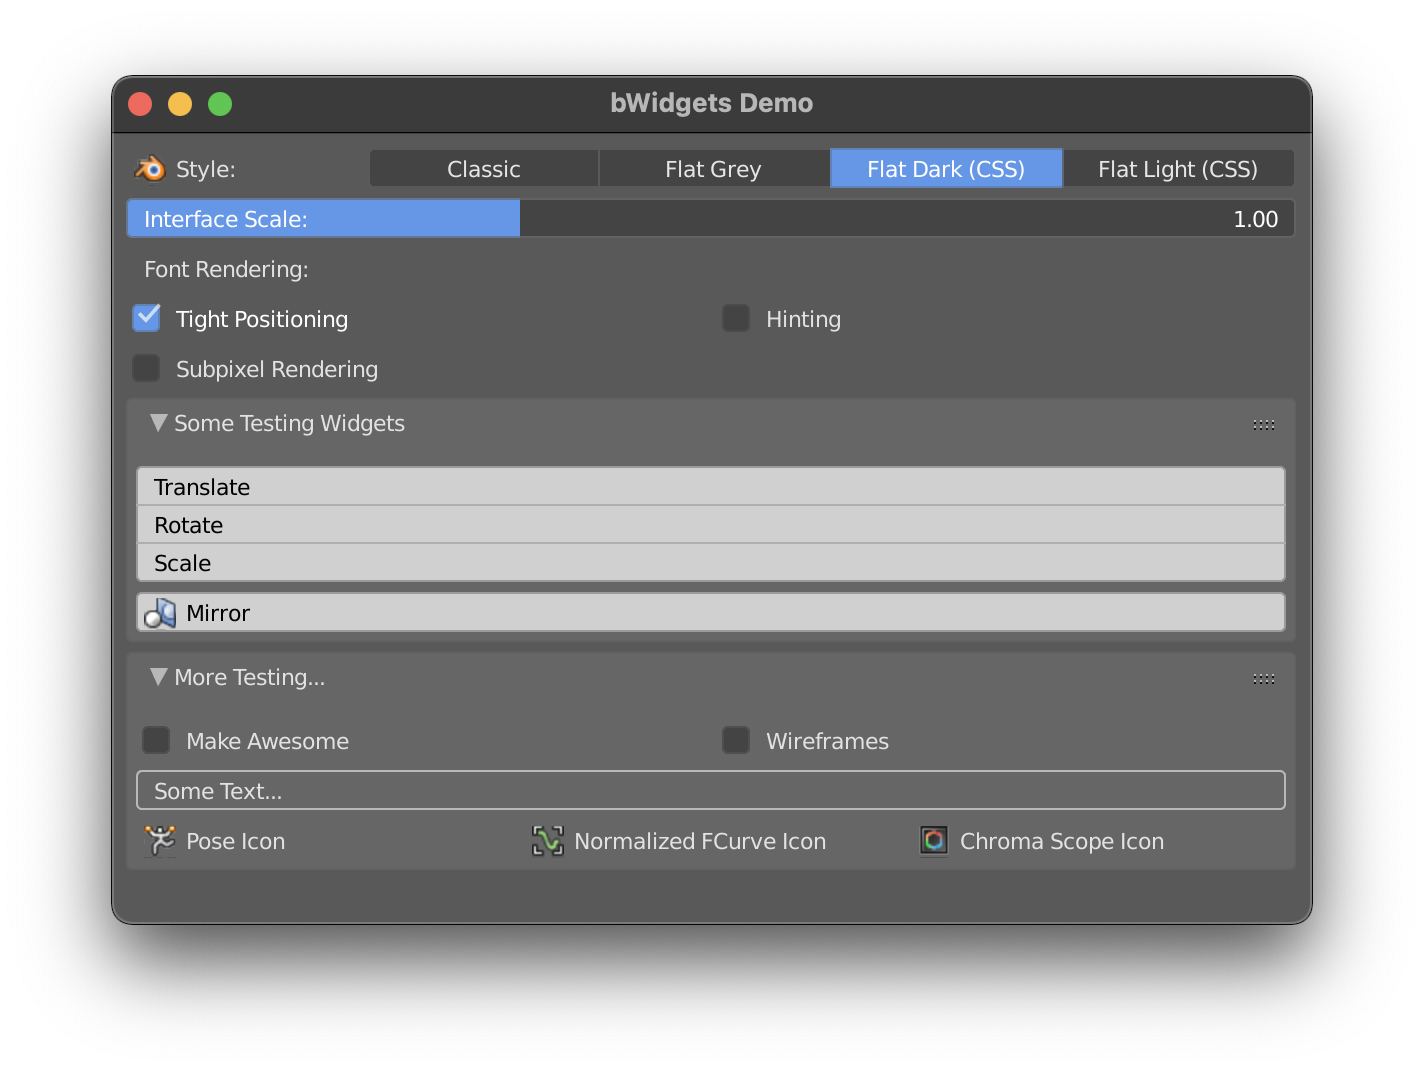 bWidgets Demo
Style: Classic Flat Grey Flat Dark (CSS) Flat Light (CSS)
Interface Scale: 1.00
Font Rendering:
Tight Positioning Hinting
Subpixel Rendering
Some Testing Widgets
Translate
Rotate
Scale
Mirror
More Testing...
Make Awesome Wireframes
Some Text...
Pose Icon Normalized FCurve Icon Chroma Scope Icon